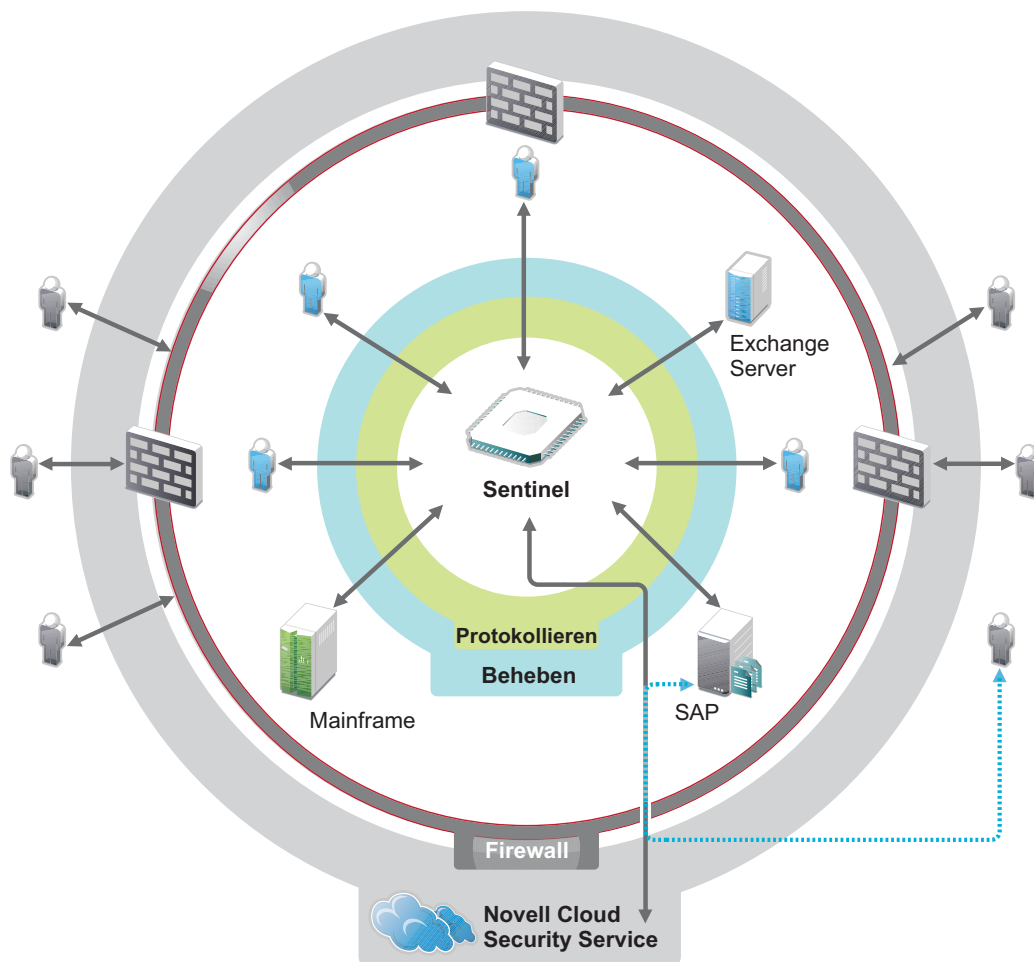 Exchange
Server
Sentinel
Protokollieren
Beheben
Mainframe
SAP
Firewall
Novell Cloud
Security Service